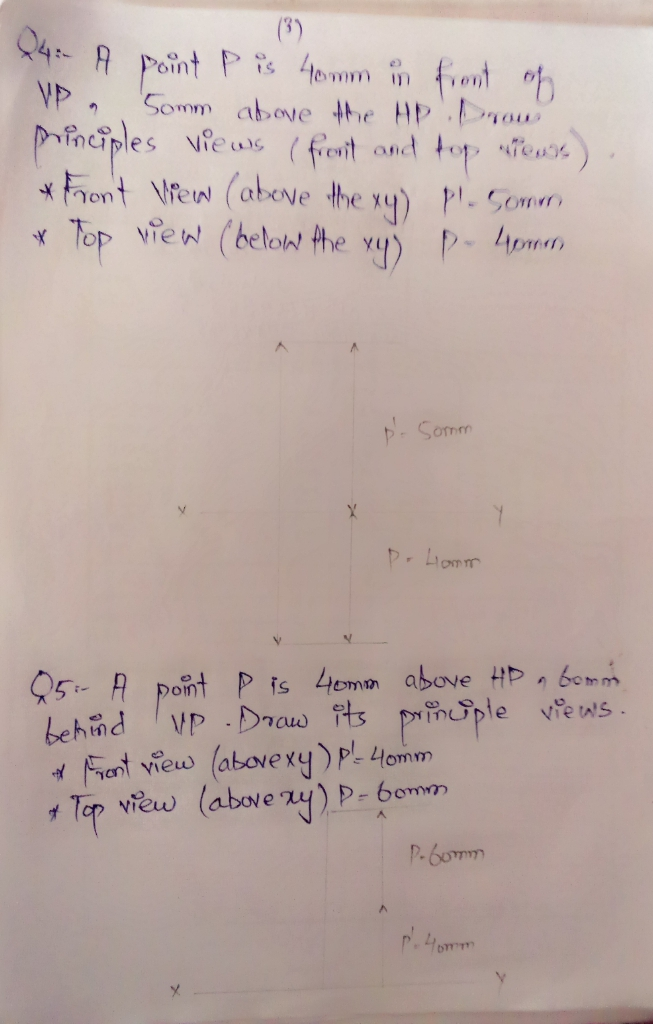 (3)
Q4:- A point P is 40mm in front of
VP, 50mm above the HP. Draw
principles views (front and top views).
* Front View (above the xy) P'- 50mm
* Top view (below the xy) P- 40mm
P'- 50mm
X X Y
P- 40mm
Q5:- A point P is 40mm above HP, 60mm
behind VP. Draw its principle views.
* Front view (above xy) P'- 40mm
* Top view (above xy) P- 60mm
P- 60mm
P'- 40mm
X Y